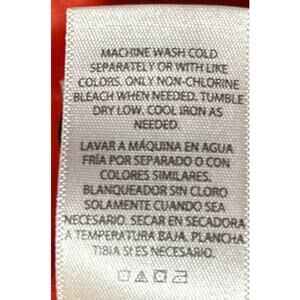 MACHINE WASH COLD
SEPARATELY OR WITH LIKE
COLORS. ONLY NON-CHLORINE
BLEACH WHEN NEEDED. TUMBLE
DRY LOW. COOL IRON AS
NEEDED.
LAVAR A MÁQUINA EN AGUA
FRÍA POR SEPARADO O CON
COLORES SIMILARES.
BLANQUEADOR SIN CLORO
SOLAMENTE CUANDO SEA
NECESARIO. SECAR EN SECADORA
A TEMPERATURA BAJA. PLANCHA
TIBIA SI ES NECESARIO.